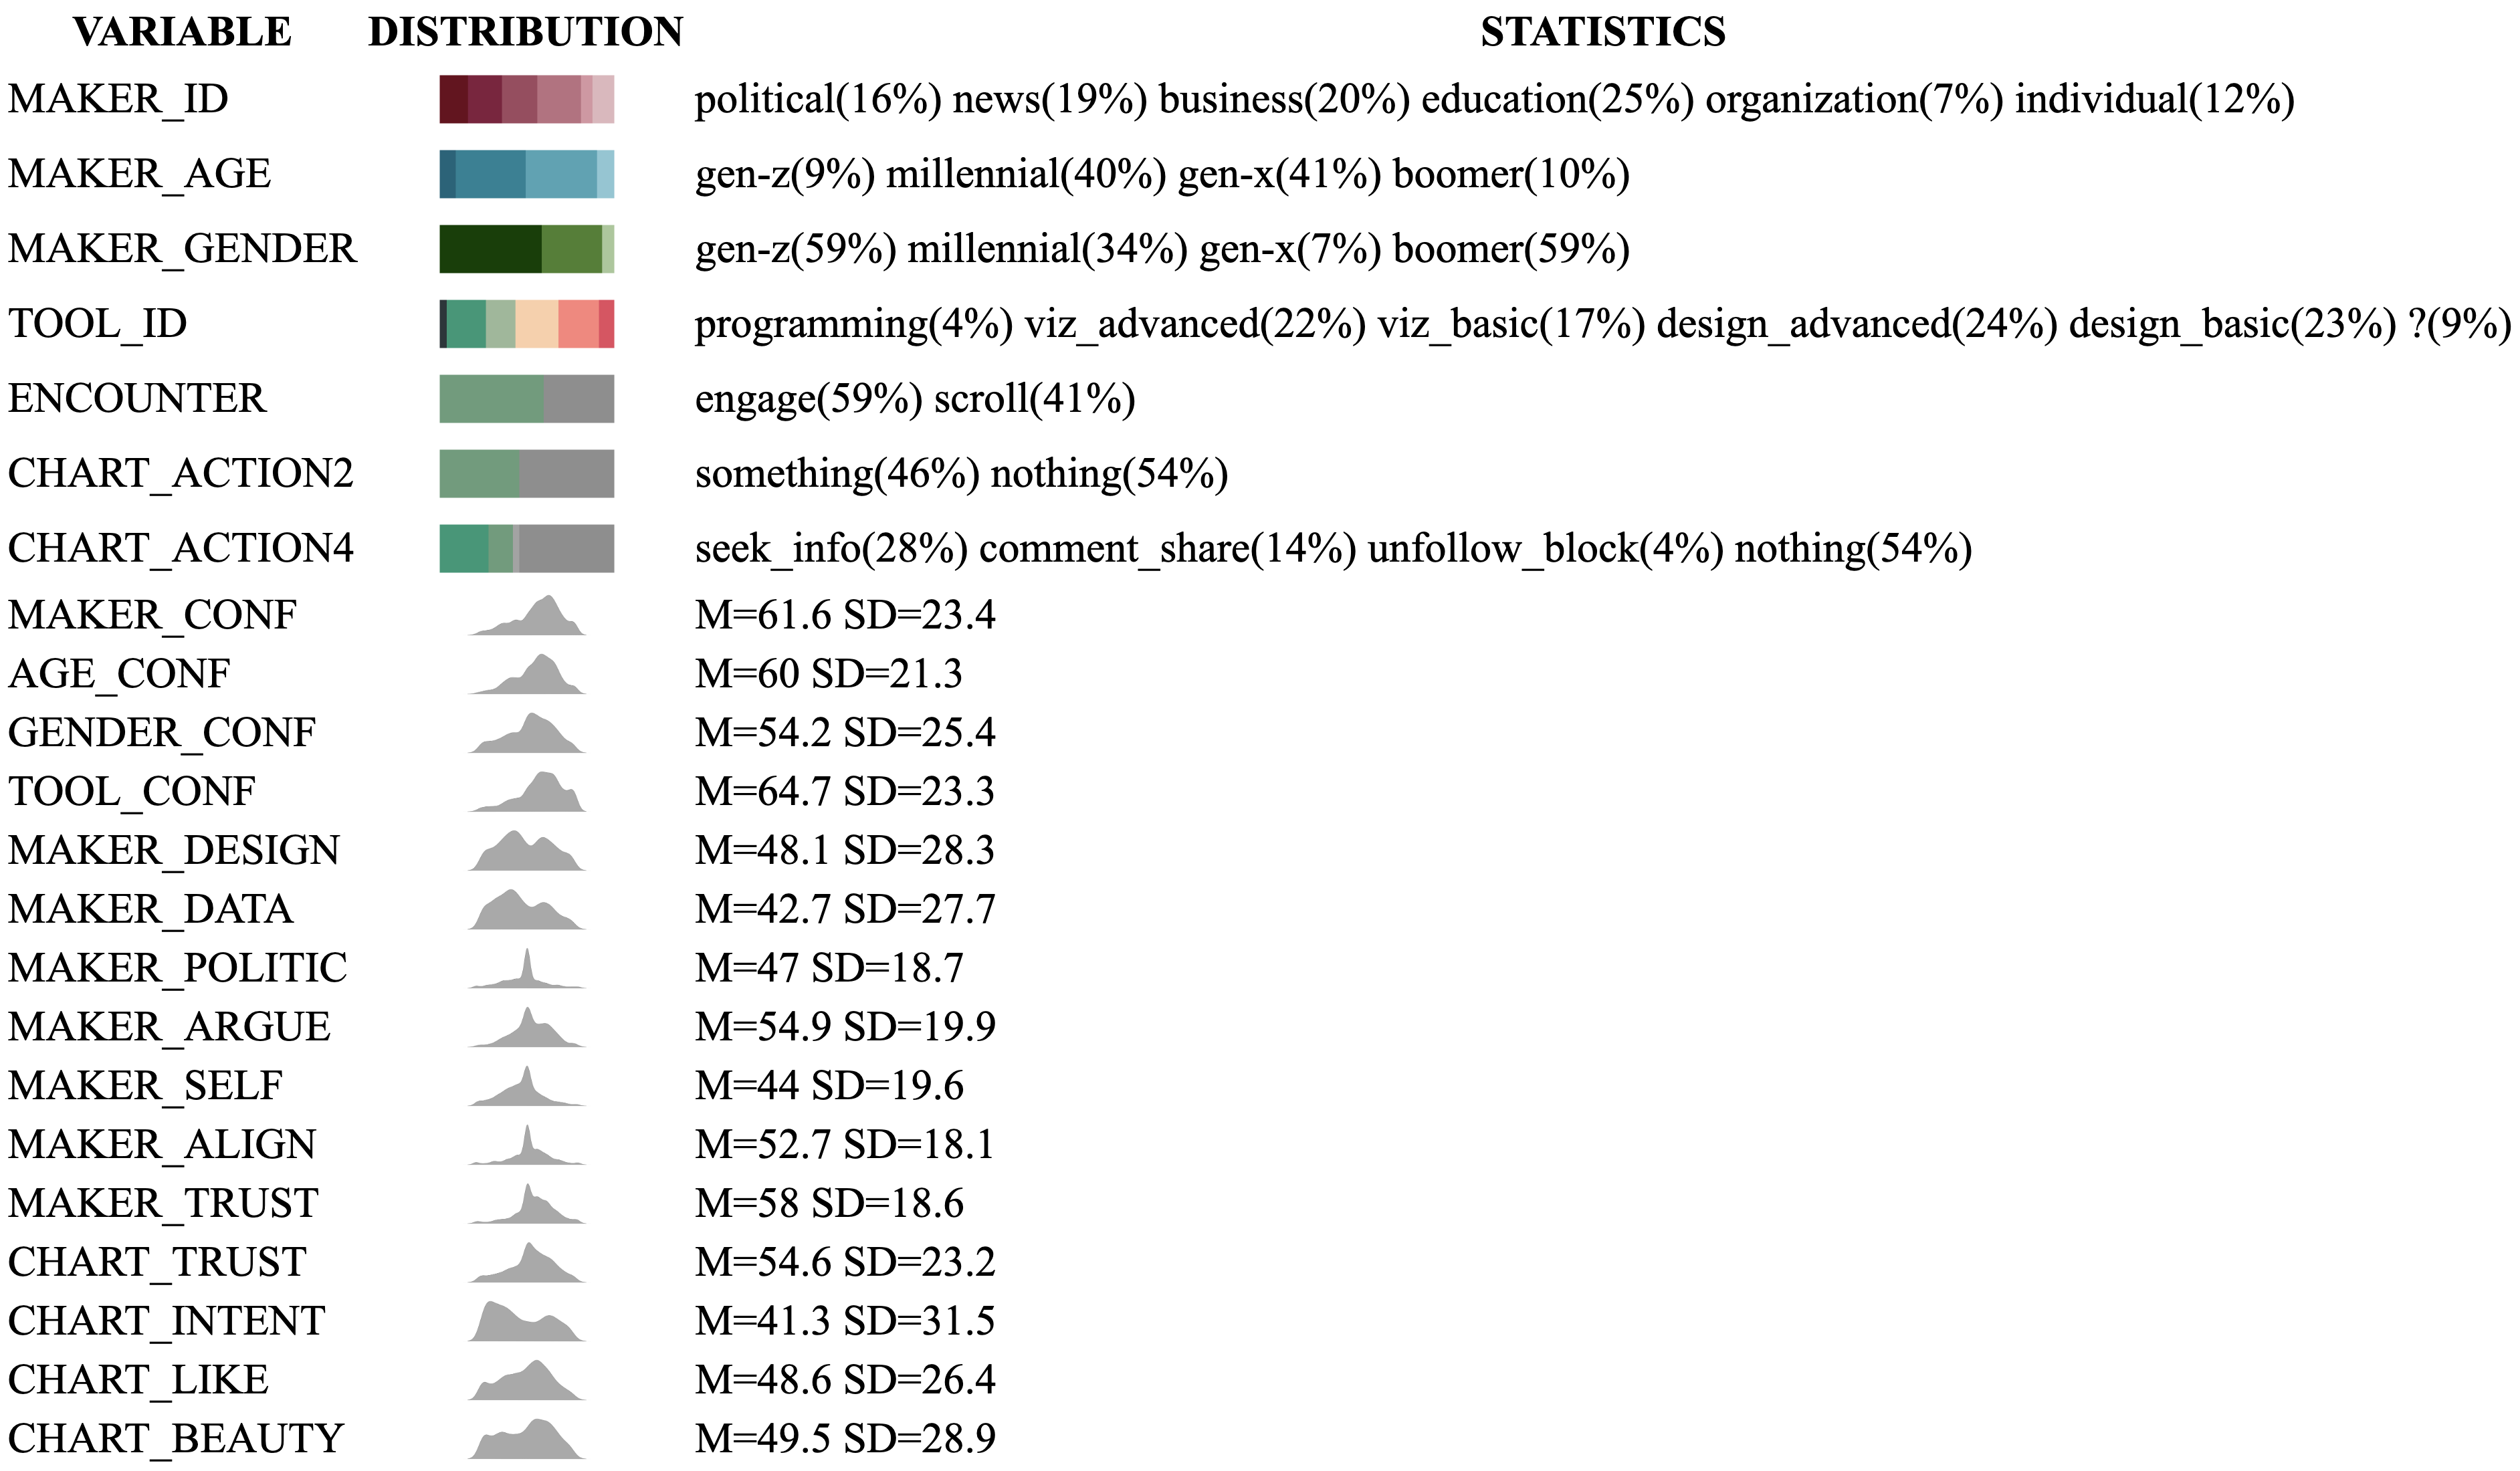 VARIABLE DISTRIBUTION STATISTICS
MAKER_ID political(16%) news(19%) business(20%) education(25%) organization(7%) individual(12%)
MAKER_AGE gen-z(9%) millennial(40%) gen-x(41%) boomer(10%)
MAKER_GENDER gen-z(59%) millennial(34%) gen-x(7%) boomer(59%)
TOOL_ID programming(4%) viz_advanced(22%) viz_basic(17%) design_advanced(24%) design_basic(23%) ?(9%)
ENCOUNTER engage(59%) scroll(41%)
CHART_ACTION2 something(46%) nothing(54%)
CHART_ACTION4 seek_info(28%) comment_share(14%) unfollow_block(4%) nothing(54%)
MAKER_CONF M=61.6 SD=23.4
AGE_CONF M=60 SD=21.3
GENDER_CONF M=54.2 SD=25.4
TOOL_CONF M=64.7 SD=23.3
MAKER_DESIGN M=48.1 SD=28.3
MAKER_DATA M=42.7 SD=27.7
MAKER_POLITIC M=47 SD=18.7
MAKER_ARGUE M=54.9 SD=19.9
MAKER_SELF M=44 SD=19.6
MAKER_ALIGN M=52.7 SD=18.1
MAKER_TRUST M=58 SD=18.6
CHART_TRUST M=54.6 SD=23.2
CHART_INTENT M=41.3 SD=31.5
CHART_LIKE M=48.6 SD=26.4
CHART_BEAUTY M=49.5 SD=28.9